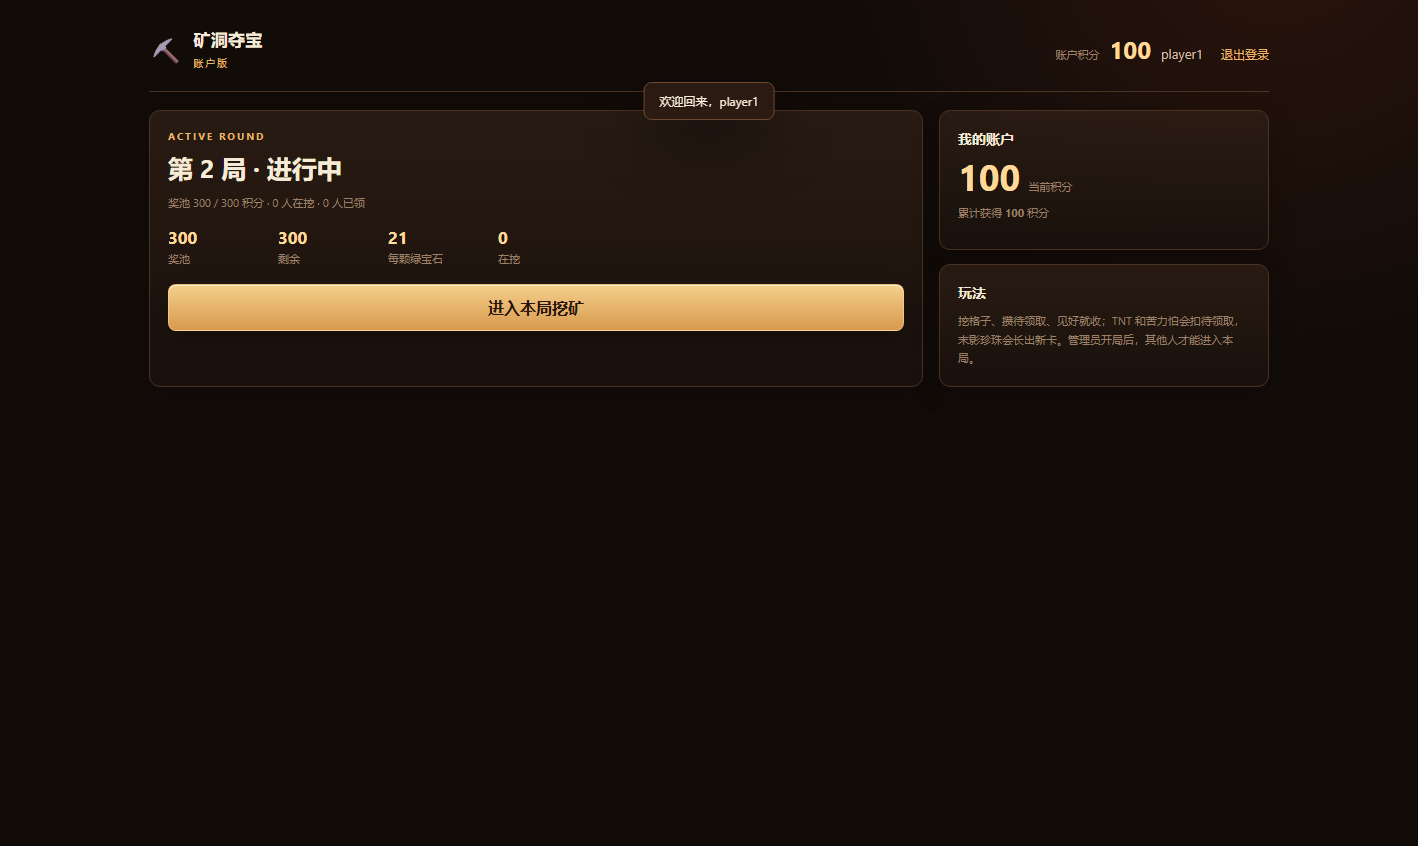 矿洞夺宝
账户版
账户积分 100 player1 退出登录
欢迎回来，player1
ACTIVE ROUND
第 2 局 · 进行中
奖池 300 / 300 积分 · 0 人在挖 · 0 人已领
300 300 21 0
奖池 剩余 每颗绿宝石 在挖
进入本局挖矿
我的账户
100 当前积分
累计获得 100 积分
玩法
挖格子、攒待领取、见好就收；TNT 和苦力怕会扣待领取，
末影珍珠会长出新卡。管理员开局后，其他人才能进入本
局。